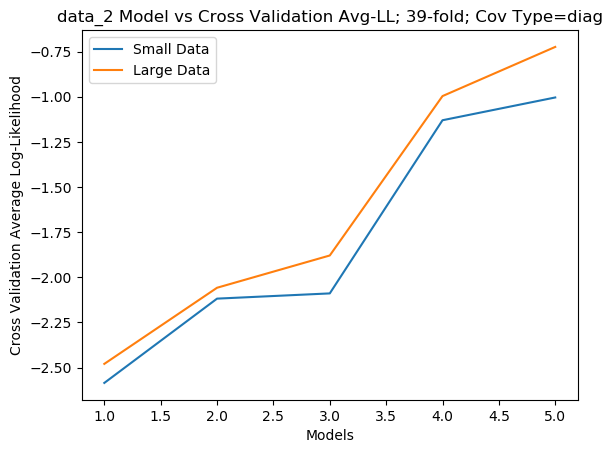 data_2 Model vs Cross Validation Avg-LL; 39-fold; Cov Type=diag
Small Data
Large Data
Cross Validation Average Log-Likelihood
−0.75
−1.00
−1.25
−1.50
−1.75
−2.00
−2.25
−2.50
1.0 1.5 2.0 2.5 3.0 3.5 4.0 4.5 5.0
Models